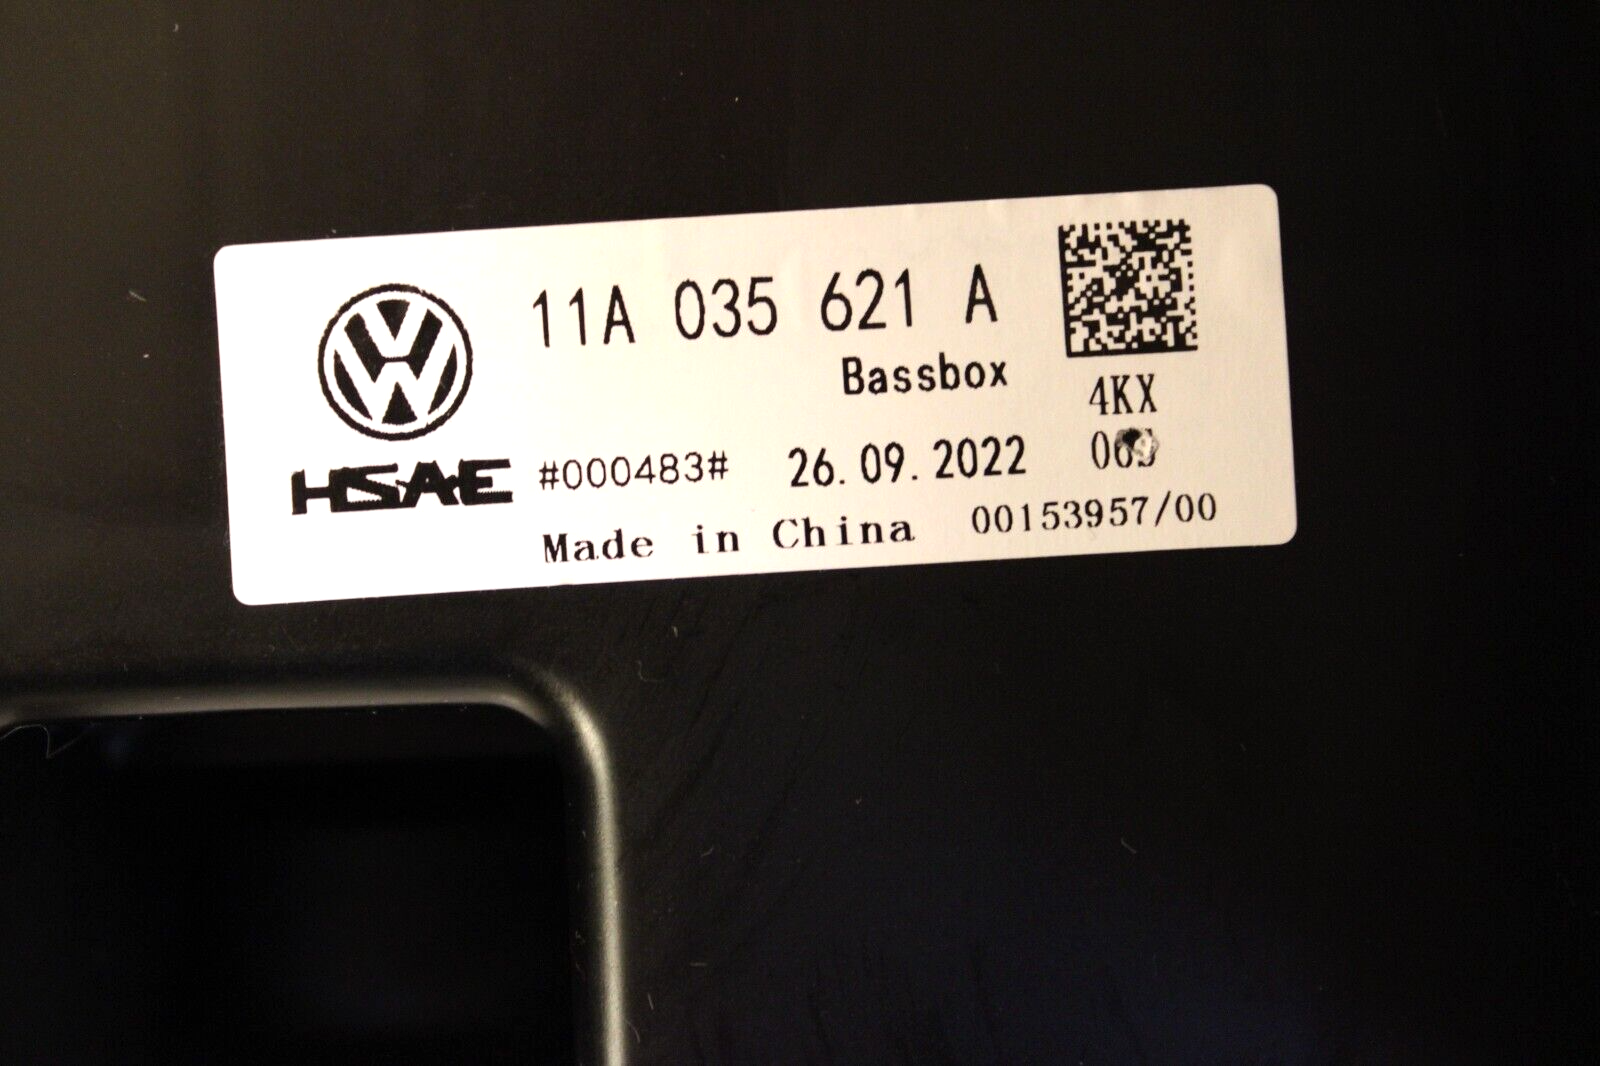 11A 035 621 A
Bassbox
4KX
HSAE #000483# 26.09.2022
Made in China 00153957/00